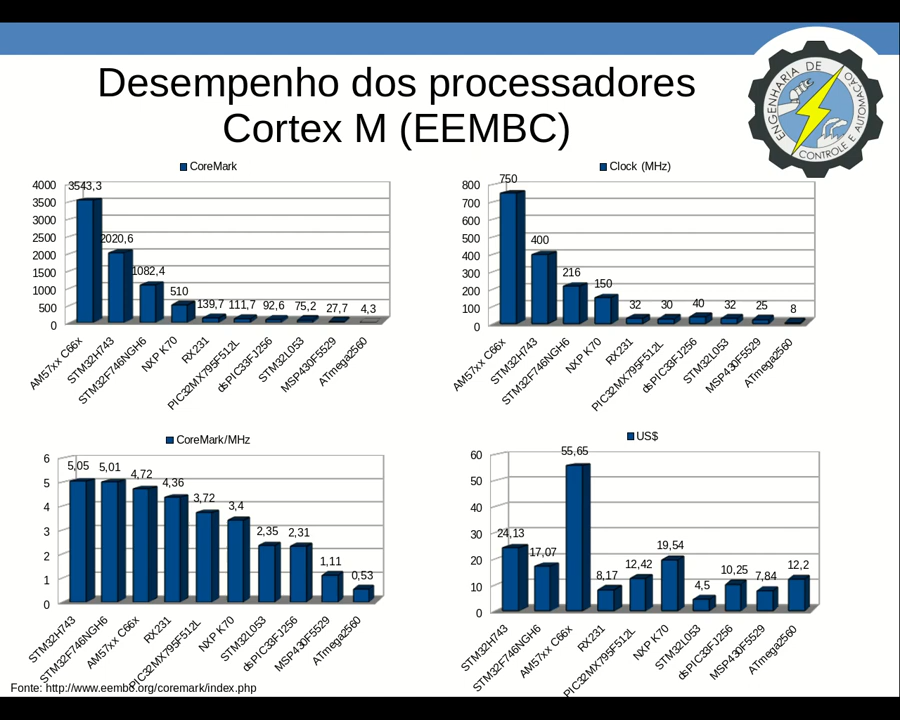 Desempenho dos processadores
Cortex M (EEMBC)
ENGENHARIA DE
CONTROLE E AUTOMAÇÃO
CoreMark
4000
3500
3000
2500
2000
1500
1000
500
0
3543,3
2020,6
1082,4
510
139,7
111,7
92,6
75,2
27,7
4,3
AM57xx C66x
STM32H743
STM32F746NGH6
NXP K70
RX231
PIC32MX795F512L
dsPIC33FJ256
STM32L053
MSP430F5529
ATmega2560
Clock (MHz)
800
700
600
500
400
300
200
100
0
750
400
216
150
32
30
40
32
25
8
AM57xx C66x
STM32H743
STM32F746NGH6
NXP K70
RX231
PIC32MX795F512L
dsPIC33FJ256
STM32L053
MSP430F5529
ATmega2560
CoreMark/MHz
6
5
4
3
2
1
0
5,05
5,01
4,72
4,36
3,72
3,4
2,35
2,31
1,11
0,53
STM32H743
STM32F746NGH6
AM57xx C66x
RX231
PIC32MX795F512L
NXP K70
STM32L053
dsPIC33FJ256
MSP430F5529
ATmega2560
US$
60
50
40
30
20
10
0
24,13
17,07
55,65
8,17
12,42
19,54
4,5
10,25
7,84
12,2
STM32H743
STM32F746NGH6
AM57xx C66x
RX231
PIC32MX795F512L
NXP K70
STM32L053
dsPIC33FJ256
MSP430F5529
ATmega2560
Fonte: http://www.eembc.org/coremark/index.php